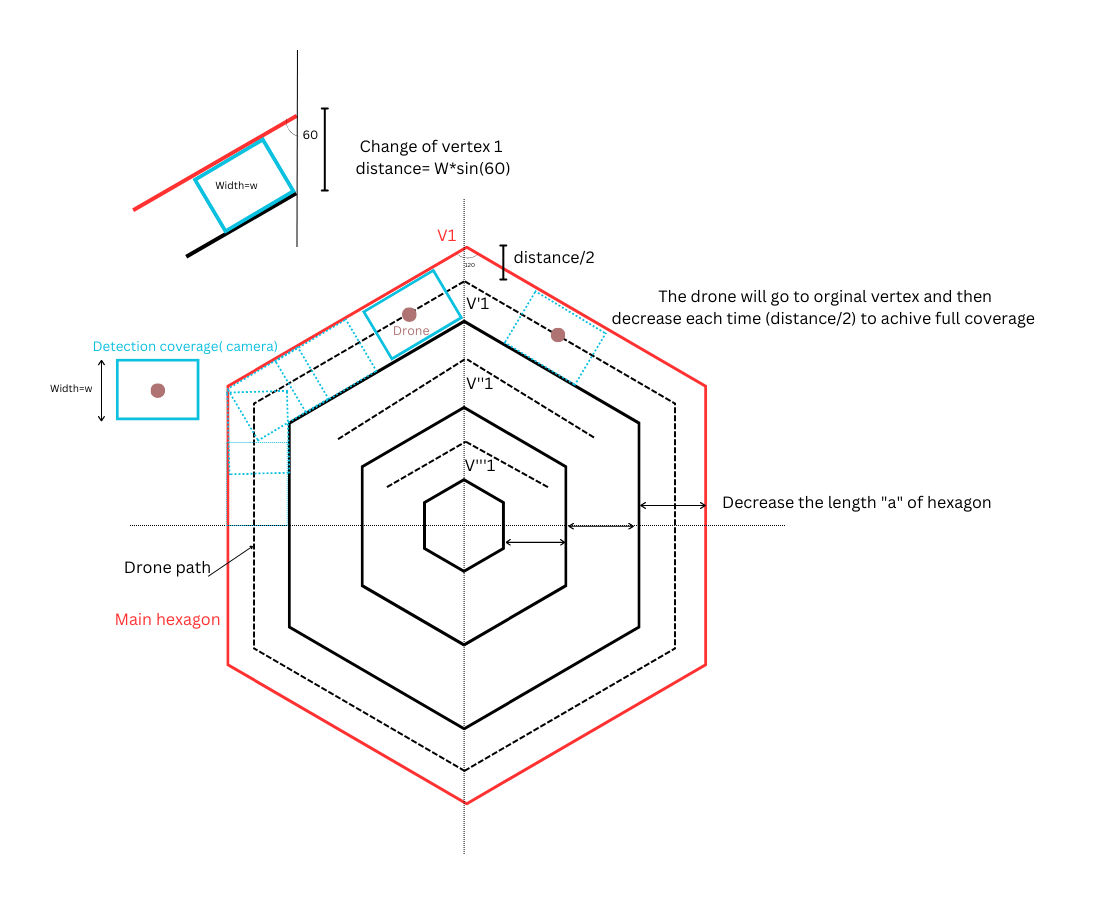 60
Change of vertex 1
distance= W*sin(60)
Width=w
V1
distance/2
120
The drone will go to orginal vertex and then
decrease each time (distance/2) to achive full coverage
V'1
Drone
Detection coverage( camera)
Width=w
V"1
V'"1
Decrease the length "a" of hexagon
Drone path
Main hexagon